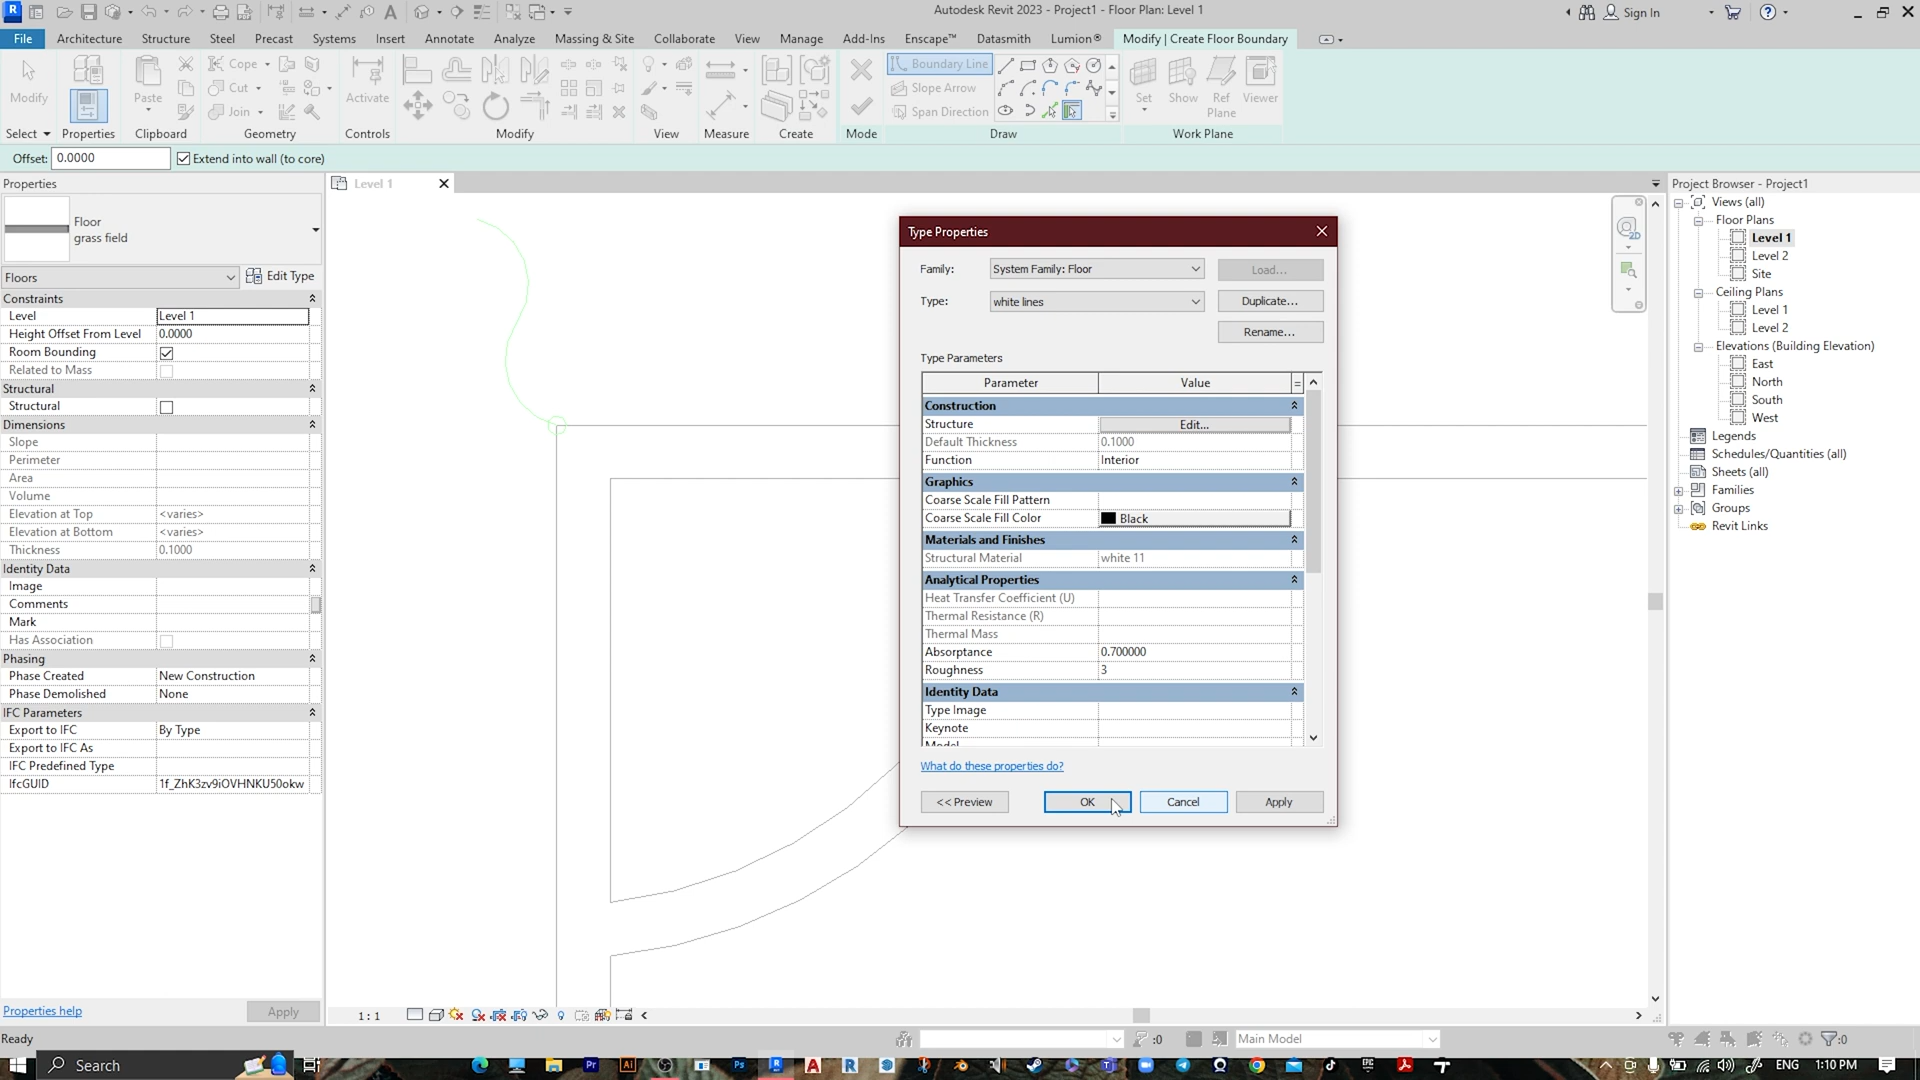 Autodesk Revit 2023 - Project1 - Floor Plan: Level 1
Sign In
File Architecture Structure Steel Precast Systems Insert Annotate Analyze Massing & Site Collaborate View Manage Add-Ins Enscape™ Datasmith Lumion® Modify | Create Floor Boundary
Modify
Paste
Cope
Cut
Join
Activate
Boundary Line
Slope Arrow
Span Direction
Set Show Ref Plane Viewer
Select Properties Clipboard Geometry Controls Modify View Measure Create Mode Draw Work Plane
Offset: 0.0000 Extend into wall (to core)
Properties
Floor
grass field
Floors Edit Type
Constraints
Level Level 1
Height Offset From Level 0.0000
Room Bounding
Related to Mass
Structural
Structural
Dimensions
Slope
Perimeter
Area
Volume
Elevation at Top <varies>
Elevation at Bottom <varies>
Thickness 0.1000
Identity Data
Image
Comments
Mark
Has Association
Phasing
Phase Created New Construction
Phase Demolished None
IFC Parameters
Export to IFC By Type
Export to IFC As
IFC Predefined Type
IfcGUID 1f_ZhK3zv9iOVHNKU50okw
Properties help Apply
Level 1
2D
Type Properties
Family: System Family: Floor Load...
Type: white lines Duplicate...
Rename...
Type Parameters
Parameter Value =
Construction
Structure Edit...
Default Thickness 0.1000
Function Interior
Graphics
Coarse Scale Fill Pattern
Coarse Scale Fill Color Black
Materials and Finishes
Structural Material white 11
Analytical Properties
Heat Transfer Coefficient (U)
Thermal Resistance (R)
Thermal Mass
Absorptance 0.700000
Roughness 3
Identity Data
Type Image
Keynote
Model
What do these properties do?
<< Preview OK Cancel Apply
Project Browser - Project1
Views (all)
Floor Plans
Level 1
Level 2
Site
Ceiling Plans
Level 1
Level 2
Elevations (Building Elevation)
East
North
South
West
Legends
Schedules/Quantities (all)
Sheets (all)
Families
Groups
Revit Links
1 : 1
Ready :0 Main Model :0
Search ENG 1:10 PM